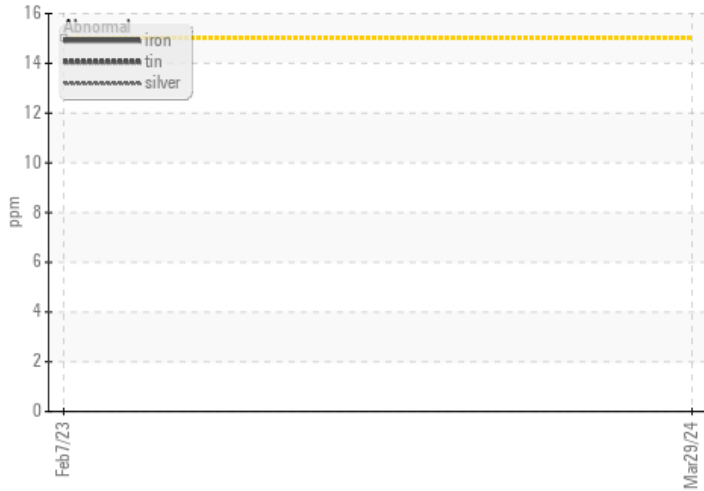 16
Abnormal
iron
tin
silver
14
12
10
8
6
4
2
0
ppm
Feb7/23
Mar29/24